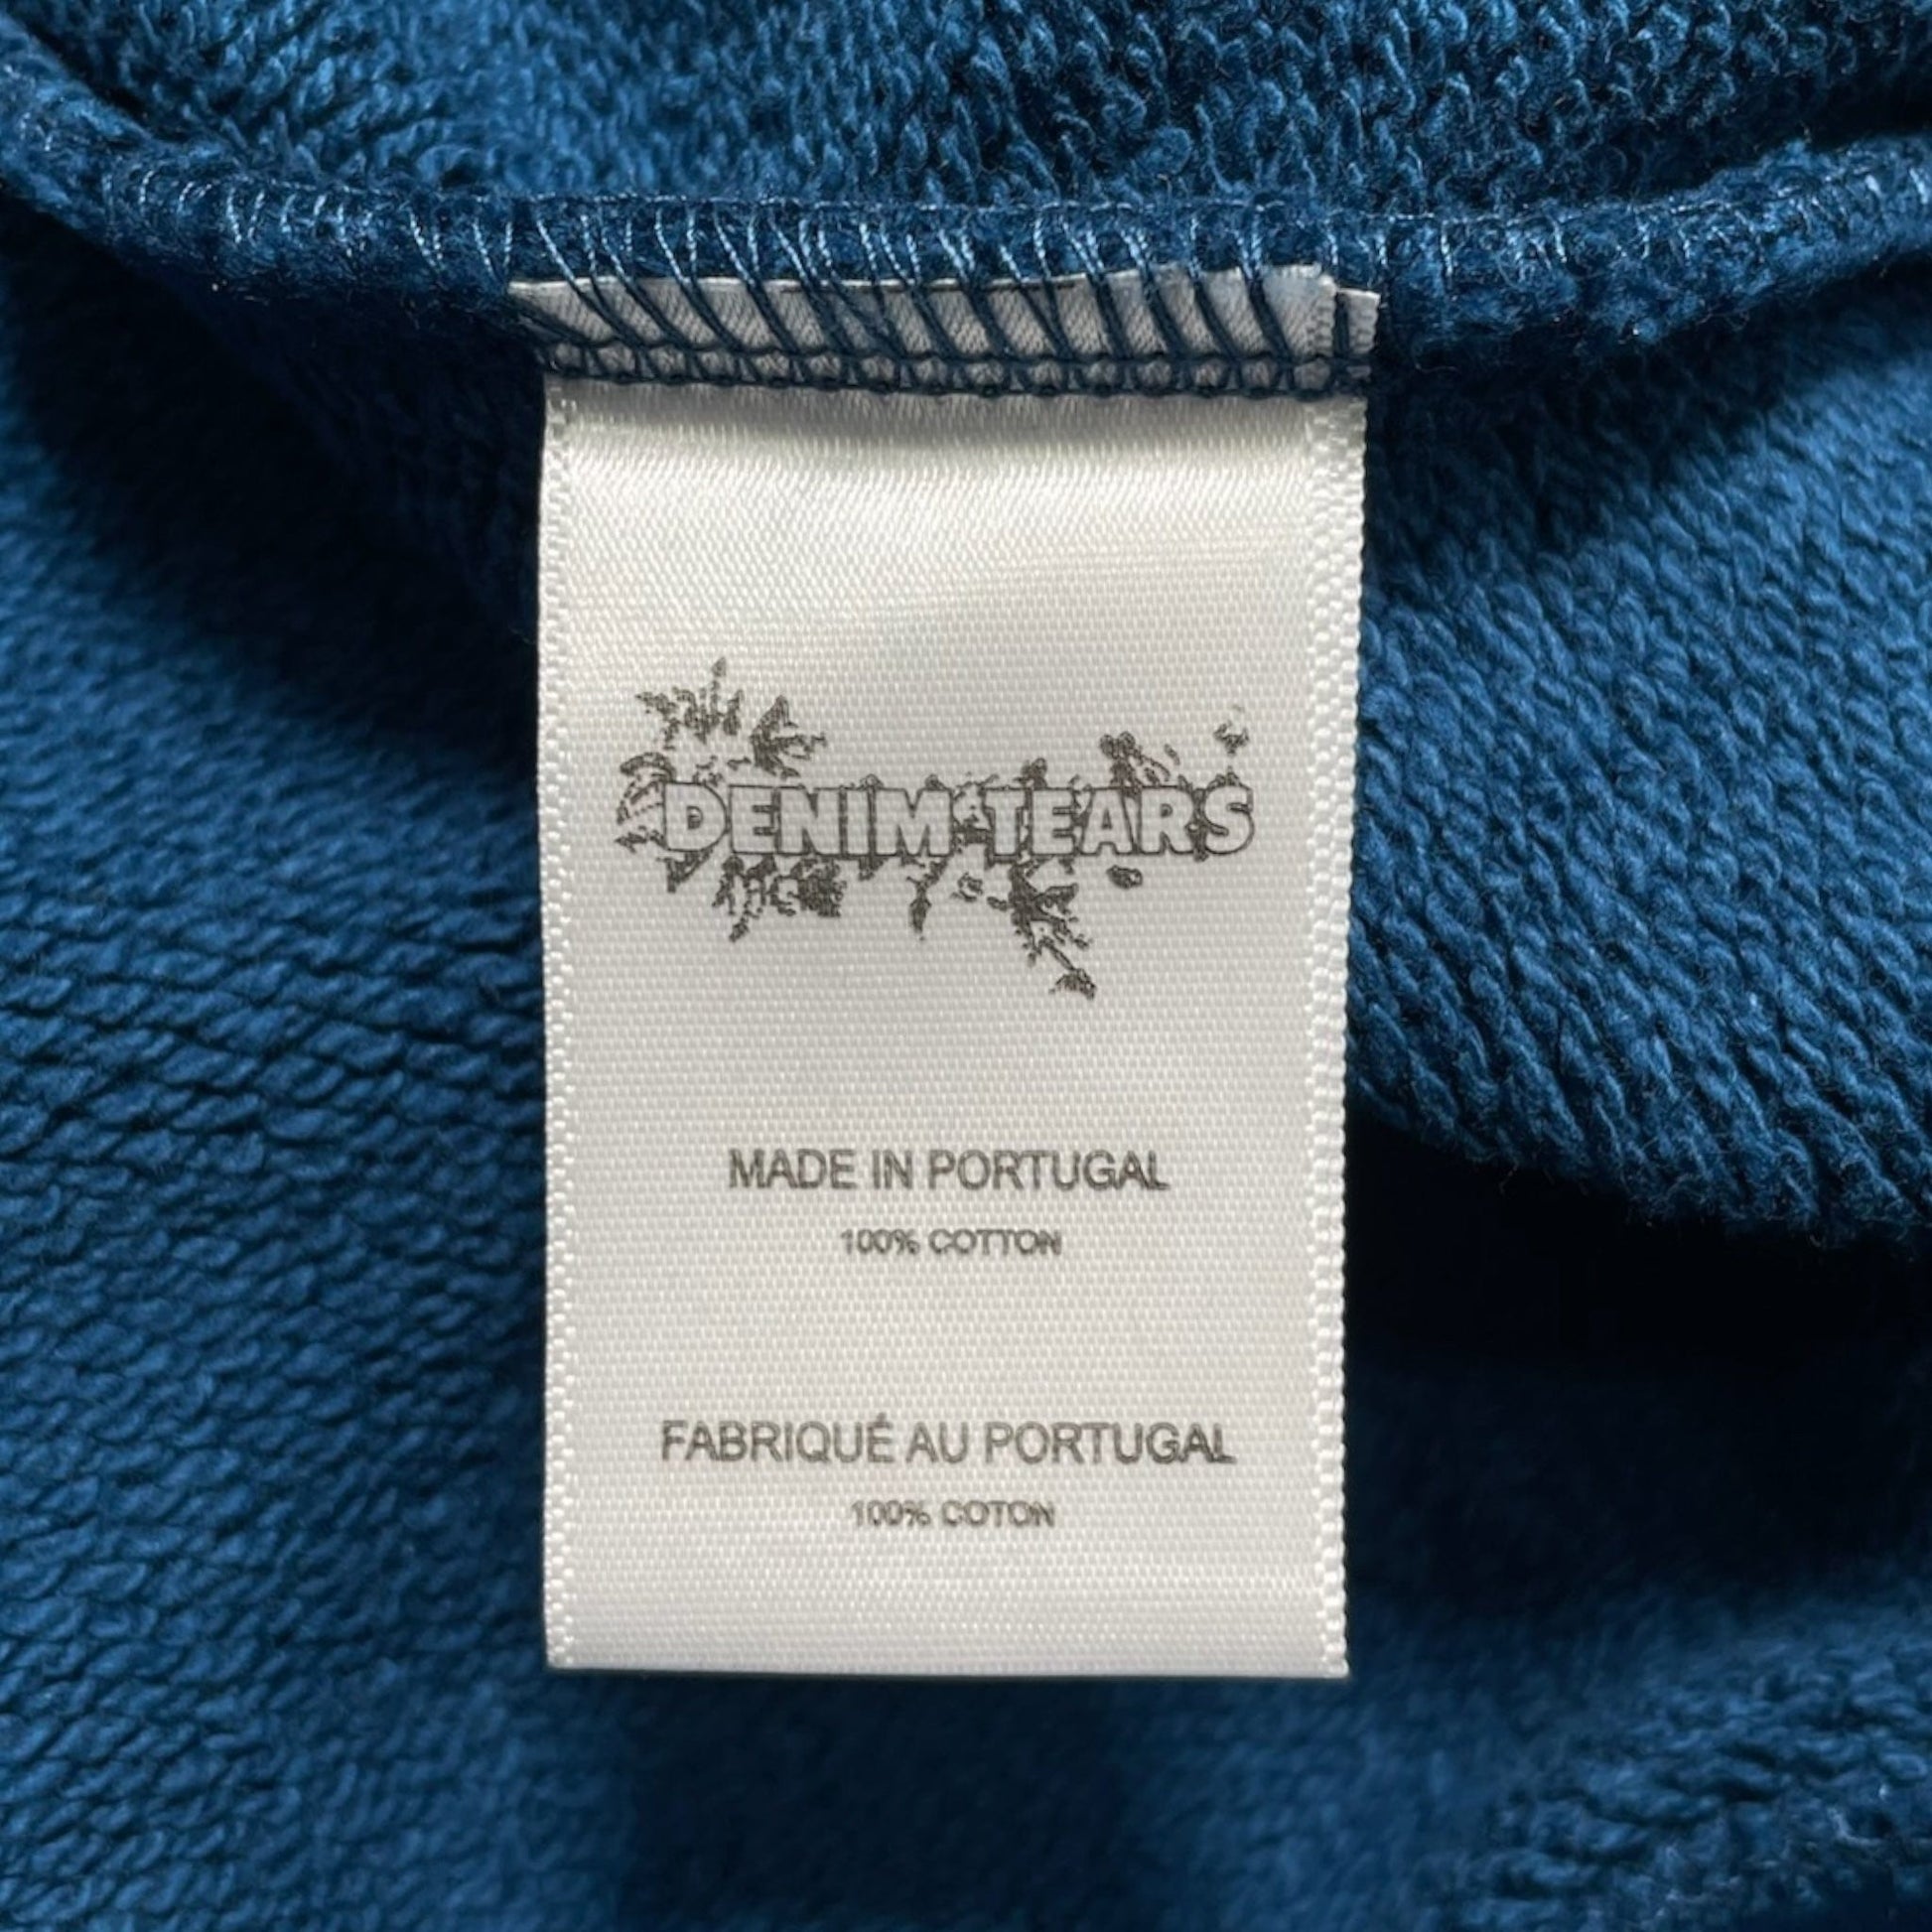 DENIM TEARS
MADE IN PORTUGAL
100% COTTON
FABRIQUÉ AU PORTUGAL
100% COTON